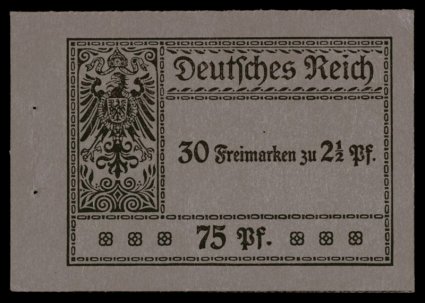 Deutsches Reich
30 Freimarken zu 2½ Pf.
75 Pf.